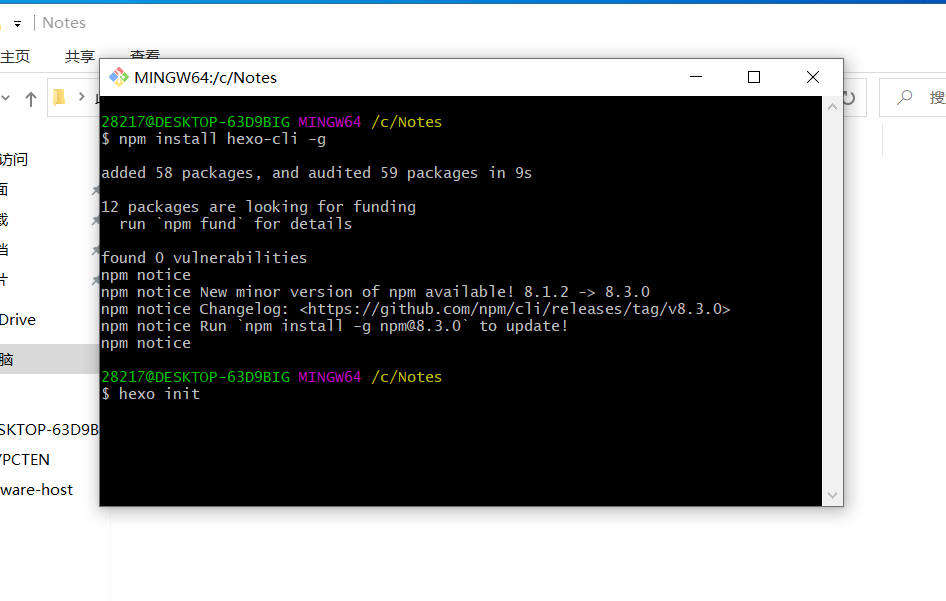 Notes
主页 共享 查看
MINGW64:/c/Notes
搜
28217@DESKTOP-63D9BIG MINGW64 /c/Notes
$ npm install hexo-cli -g
added 58 packages, and audited 59 packages in 9s
12 packages are looking for funding
run `npm fund` for details
found 0 vulnerabilities
npm notice
npm notice New minor version of npm available! 8.1.2 -> 8.3.0
npm notice Changelog: <https://github.com/npm/cli/releases/tag/v8.3.0>
npm notice Run `npm install -g npm@8.3.0` to update!
npm notice
28217@DESKTOP-63D9BIG MINGW64 /c/Notes
$ hexo init
访问
面
载
档
片
Drive
脑
SKTOP-63D9B
PCTEN
ware-host